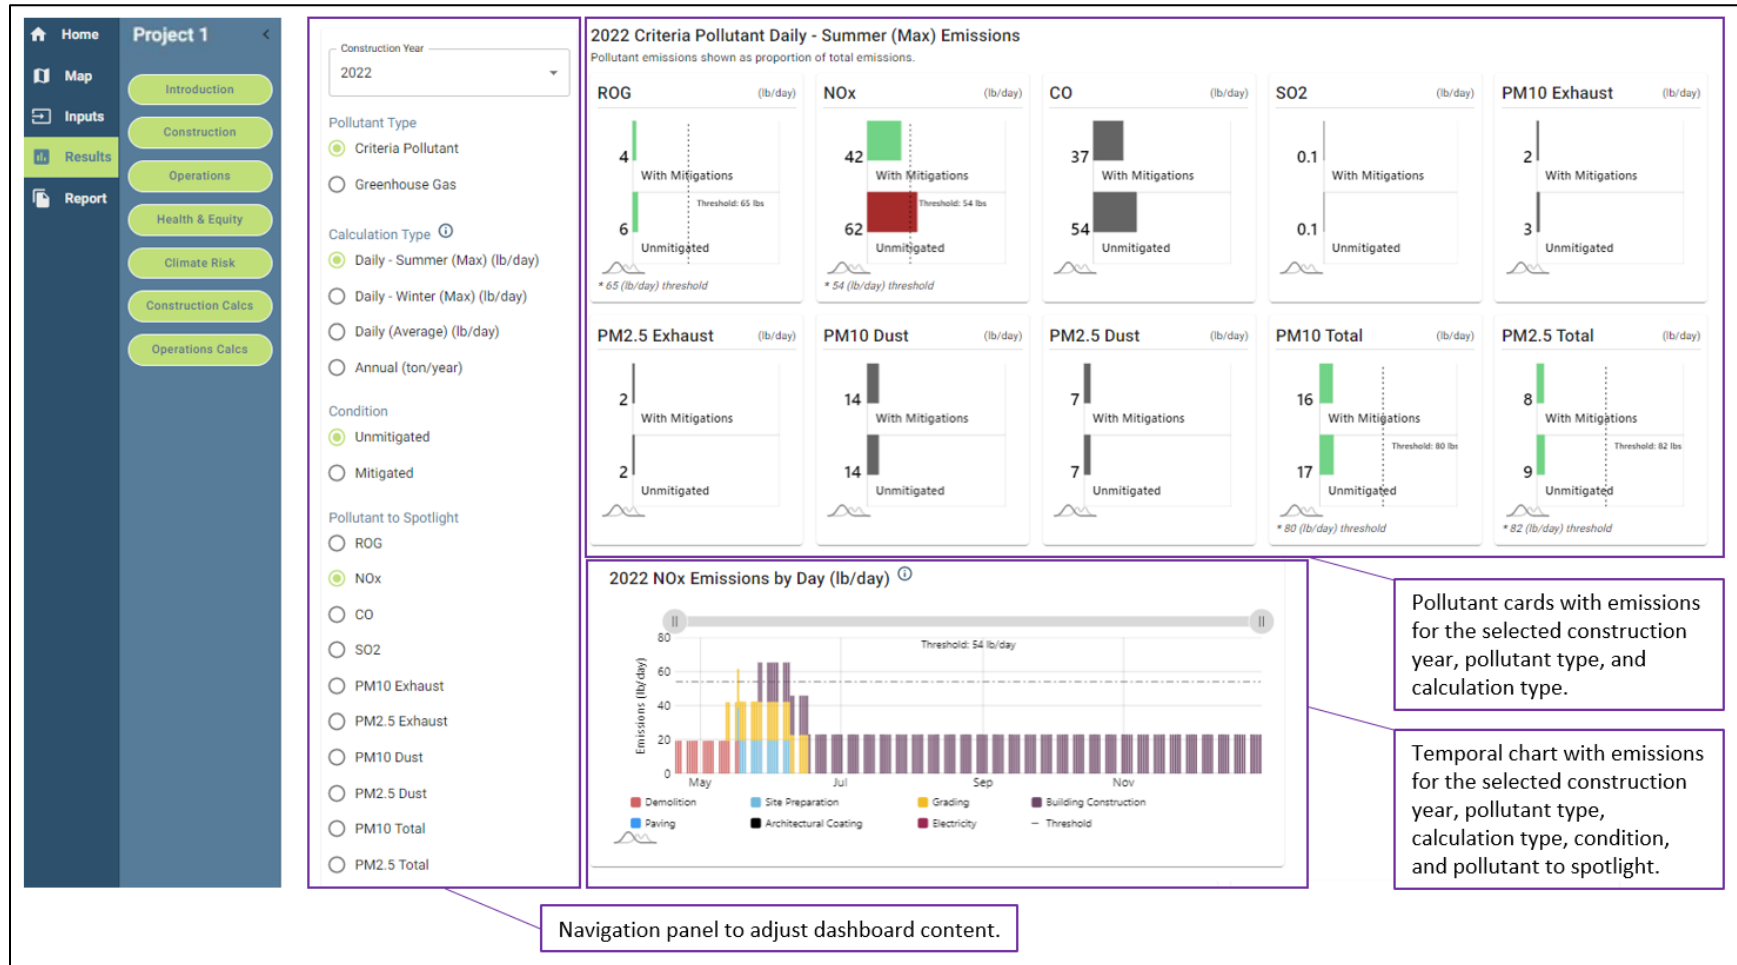 Home
Map
Inputs
Results
Report
Project 1
Introduction
Construction
Operations
Health & Equity
Climate Risk
Construction Calcs
Operations Calcs
Construction Year
2022
Pollutant Type
Criteria Pollutant
Greenhouse Gas
Calculation Type
Daily - Summer (Max) (lb/day)
Daily - Winter (Max) (lb/day)
Daily (Average) (lb/day)
Annual (ton/year)
Condition
Unmitigated
Mitigated
Pollutant to Spotlight
ROG
NOx
CO
SO2
PM10 Exhaust
PM2.5 Exhaust
PM10 Dust
PM2.5 Dust
PM10 Total
PM2.5 Total
2022 Criteria Pollutant Daily - Summer (Max) Emissions
Pollutant emissions shown as proportion of total emissions.
ROG (lb/day)
4
With Mitigations
Threshold: 65 lbs
6
Unmitigated
* 65 (lb/day) threshold
NOx (lb/day)
42
With Mitigations
Threshold: 54 lbs
62
Unmitigated
* 54 (lb/day) threshold
CO (lb/day)
37
With Mitigations
54
Unmitigated
SO2 (lb/day)
0.1
With Mitigations
0.1
Unmitigated
PM10 Exhaust (lb/day)
2
With Mitigations
3
Unmitigated
PM2.5 Exhaust (lb/day)
2
With Mitigations
2
Unmitigated
PM10 Dust (lb/day)
14
With Mitigations
14
Unmitigated
PM2.5 Dust (lb/day)
7
With Mitigations
7
Unmitigated
PM10 Total (lb/day)
16
With Mitigations
Threshold: 80 lbs
17
Unmitigated
* 80 (lb/day) threshold
PM2.5 Total (lb/day)
8
With Mitigations
Threshold: 82 lbs
9
Unmitigated
* 82 (lb/day) threshold
2022 NOx Emissions by Day (lb/day)
Threshold: 54 lb/day
Emissions (lb/day)
80
60
40
20
0
May Jul Sep Nov
Demolition Site Preparation Grading Building Construction
Paving Architectural Coating Electricity Threshold
Pollutant cards with emissions
for the selected construction
year, pollutant type, and
calculation type.
Temporal chart with emissions
for the selected construction
year, pollutant type,
calculation type, condition,
and pollutant to spotlight.
Navigation panel to adjust dashboard content.